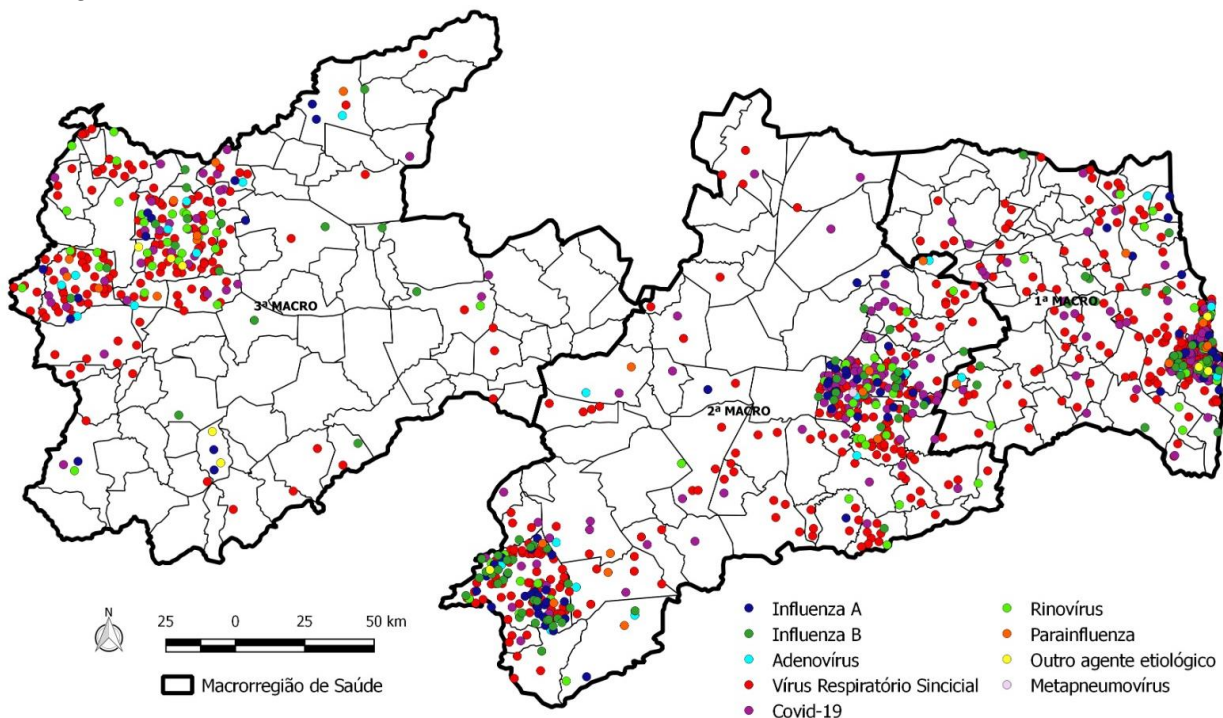 3ª MACRO
1ª MACRO
2ª MACRO
N
25 0 25 50 km
Macrorregião de Saúde
Influenza A
Influenza B
Adenovírus
Vírus Respiratório Sincicial
Covid-19
Rinovírus
Parainfluenza
Outro agente etiológico
Metapneumovírus